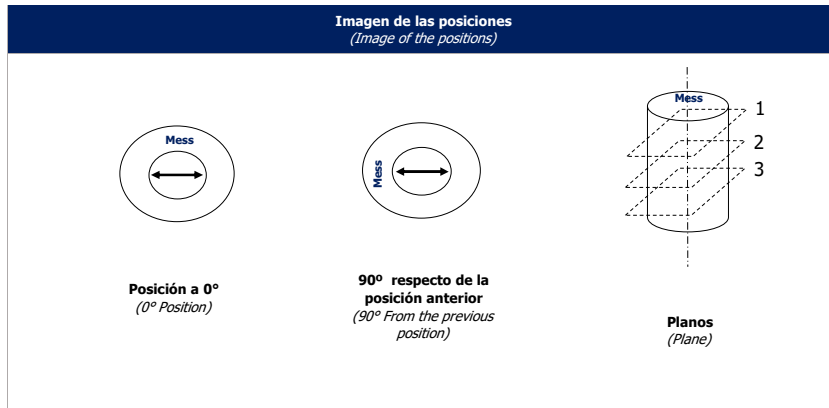 Imagen de las posiciones
(Image of the positions)
Mess
Posición a 0°
(0° Position)
Mess
90º respecto de la
posición anterior
(90° From the previous
position)
Mess
1
2
3
Planos
(Plane)